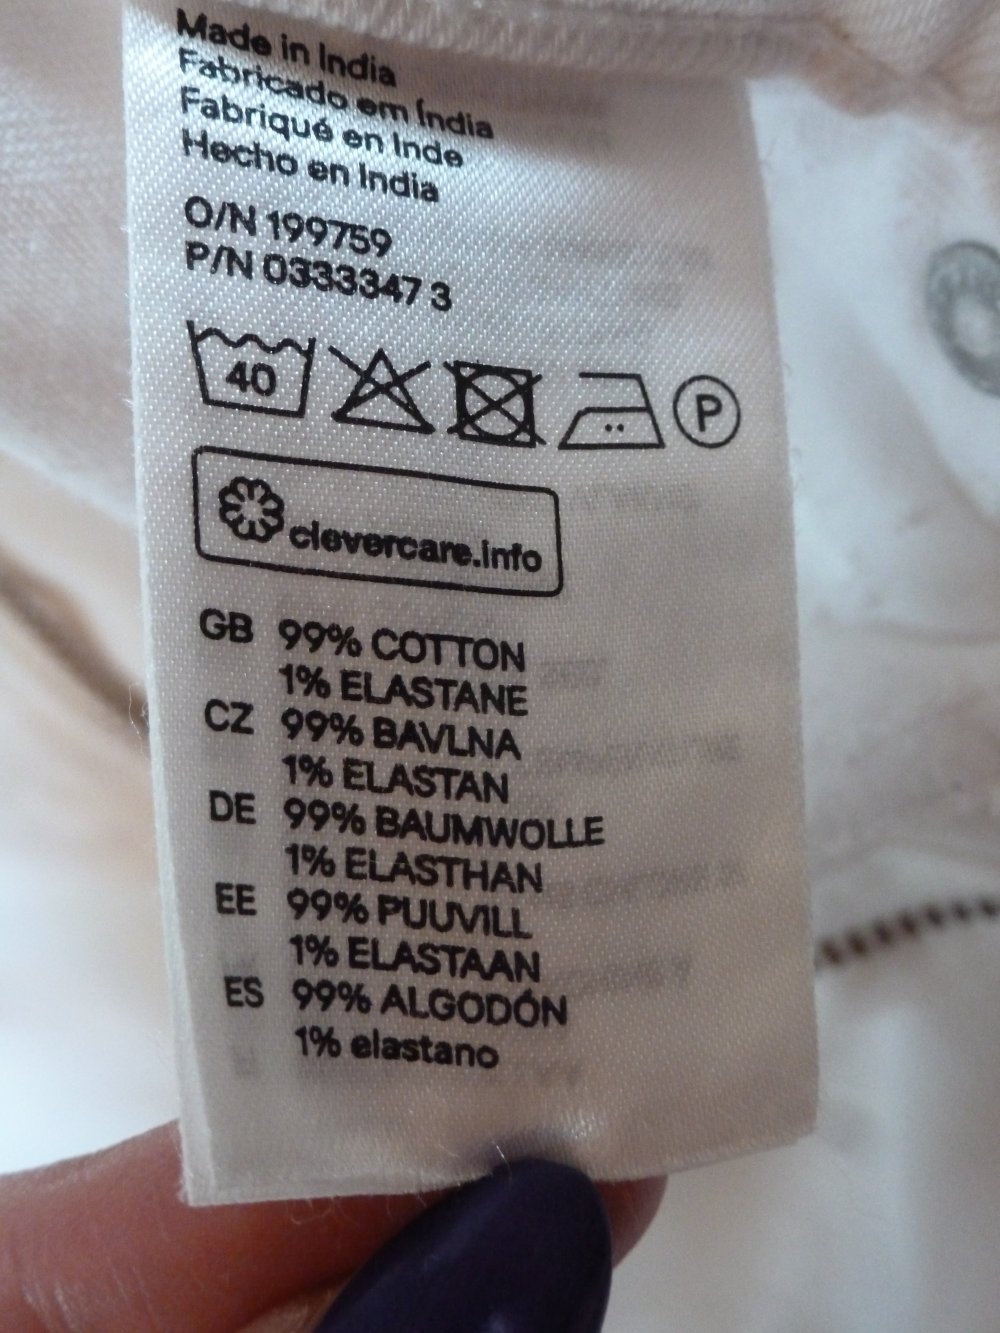 Made in India
Fabricado em Índia
Fabriqué en Inde
Hecho en India
O/N 199759
P/N 0333347 3
40 P
clevercare.info
GB 99% COTTON
1% ELASTANE
CZ 99% BAVLNA
1% ELASTAN
DE 99% BAUMWOLLE
1% ELASTHAN
EE 99% PUUVILL
1% ELASTAAN
ES 99% ALGODÓN
1% elastano